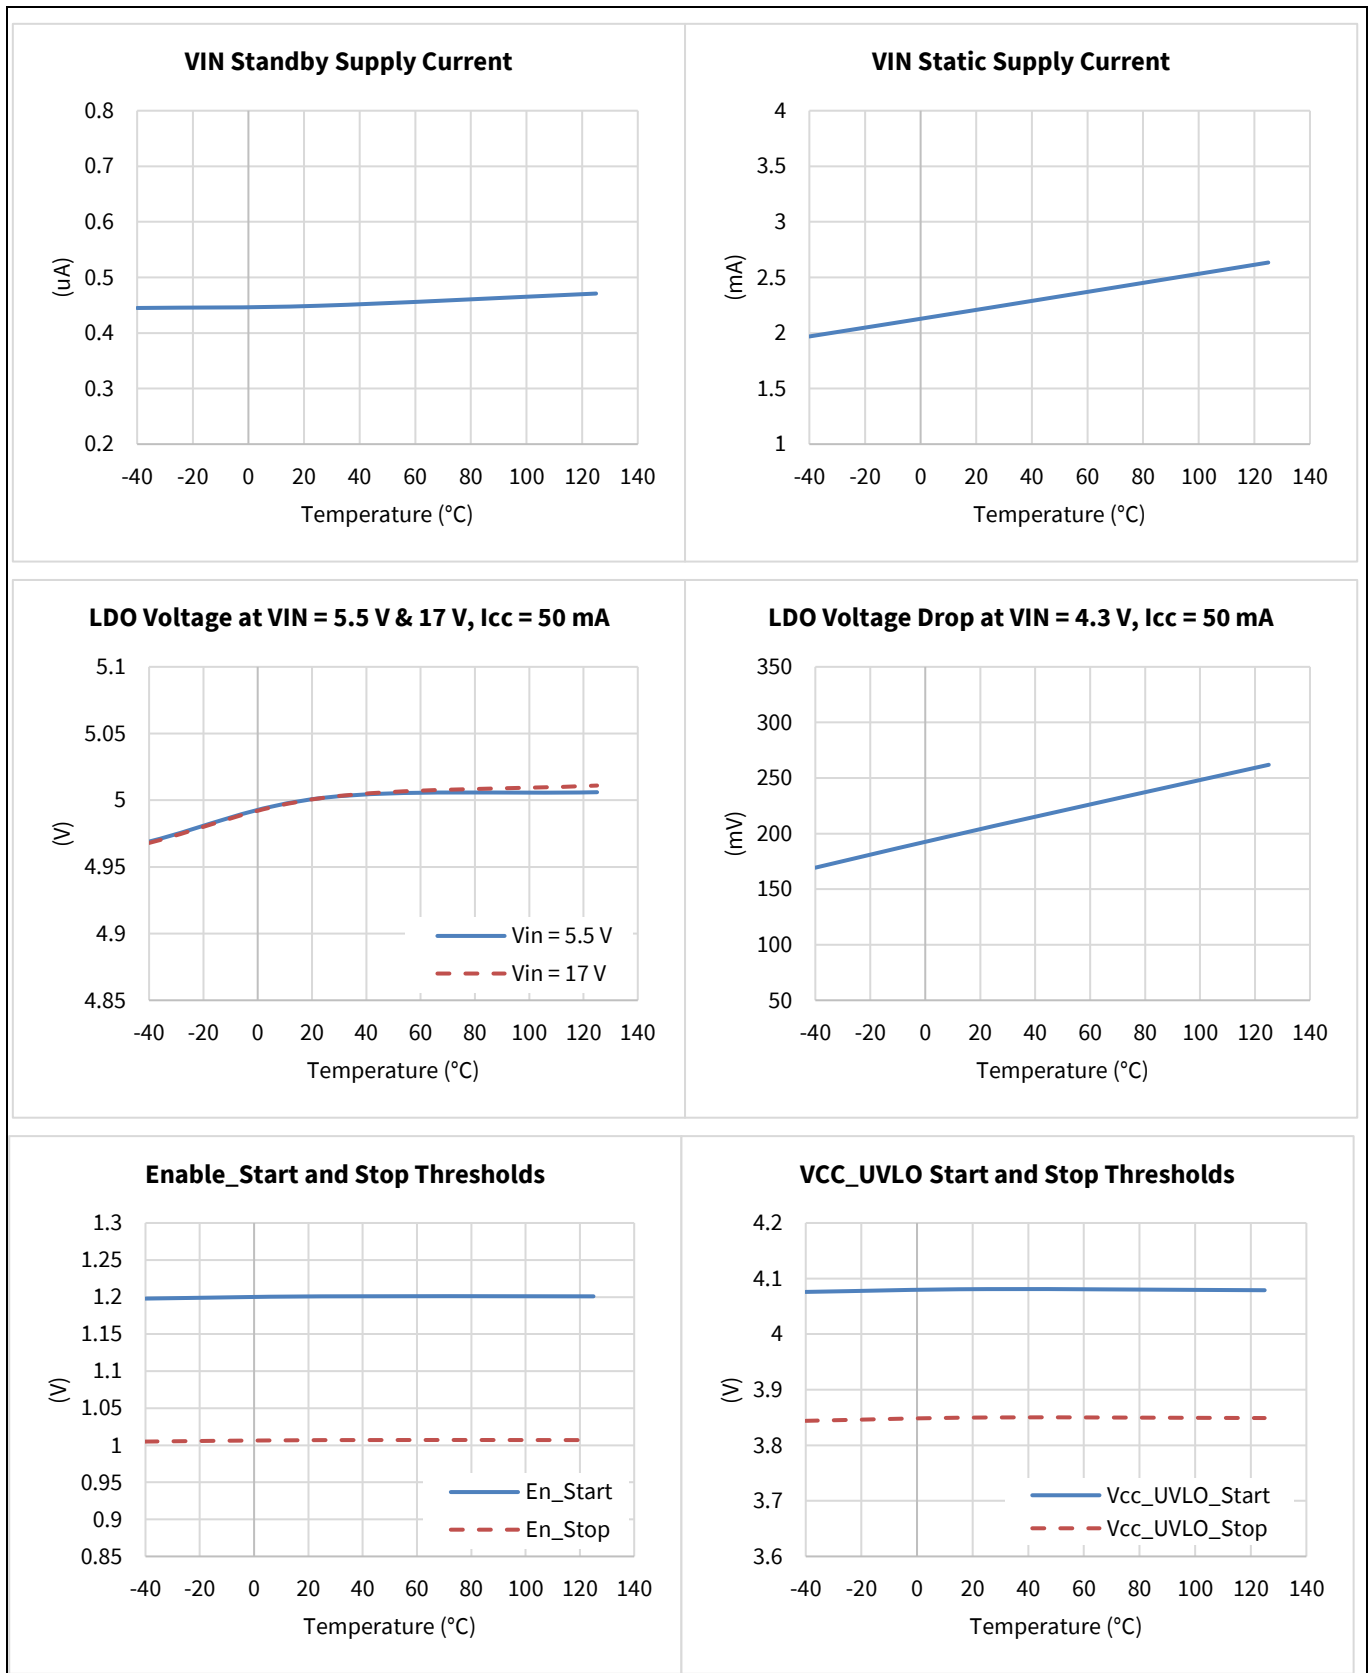 VIN Standby Supply Current
0.8
0.7
0.6
0.5
0.4
0.3
0.2
(uA)
-40 -20 0 20 40 60 80 100 120 140
Temperature (°C)
VIN Static Supply Current
4
3.5
3
2.5
2
1.5
1
(mA)
-40 -20 0 20 40 60 80 100 120 140
Temperature (°C)
LDO Voltage at VIN = 5.5 V & 17 V, Icc = 50 mA
5.1
5.05
5
4.95
4.9
4.85
(V)
Vin = 5.5 V
Vin = 17 V
-40 -20 0 20 40 60 80 100 120 140
Temperature (°C)
LDO Voltage Drop at VIN = 4.3 V, Icc = 50 mA
350
300
250
200
150
100
50
(mV)
-40 -20 0 20 40 60 80 100 120 140
Temperature (°C)
Enable_Start and Stop Thresholds
1.3
1.25
1.2
1.15
1.1
1.05
1
0.95
0.9
0.85
(V)
En_Start
En_Stop
-40 -20 0 20 40 60 80 100 120 140
Temperature (°C)
VCC_UVLO Start and Stop Thresholds
4.2
4.1
4
3.9
3.8
3.7
3.6
(V)
Vcc_UVLO_Start
Vcc_UVLO_Stop
-40 -20 0 20 40 60 80 100 120 140
Temperature (°C)